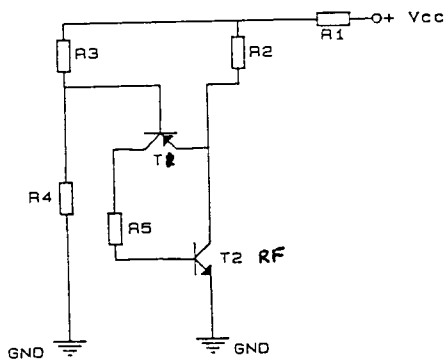 + Vcc
R1
R3
R2
R4
R5
T2 RF
GND
GND